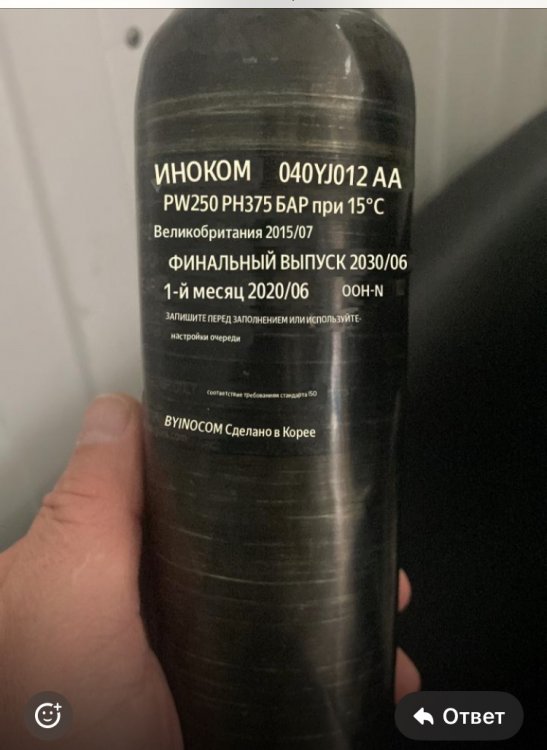 ИНОКОМ 040YJ012 AA
PW250 PH375 БАР при 15°C
Великобритания 2015/07
ФИНАЛЬНЫЙ ВЫПУСК 2030/06
1-й месяц 2020/06 OOH-N
ЗАПИШИТЕ ПЕРЕД ЗАПОЛНЕНИЕМ ИЛИ ИСПОЛЬЗУЙТЕ-
настройки очереди
соответствие требованиям стандарта ISO
BYINOCOM Сделано в Корее
Ответ